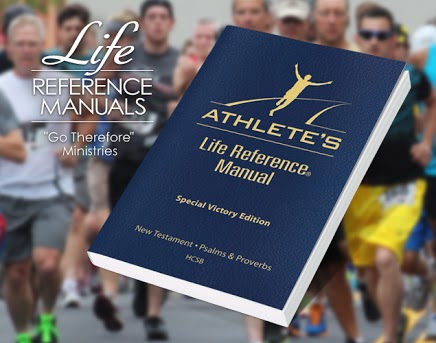 Life
REFERENCE
MANUALS
"Go Therefore"
Ministries
ATHLETE'S
Life Reference®
Manual
Special Victory Edition
New Testament • Psalms & Proverbs
HCSB